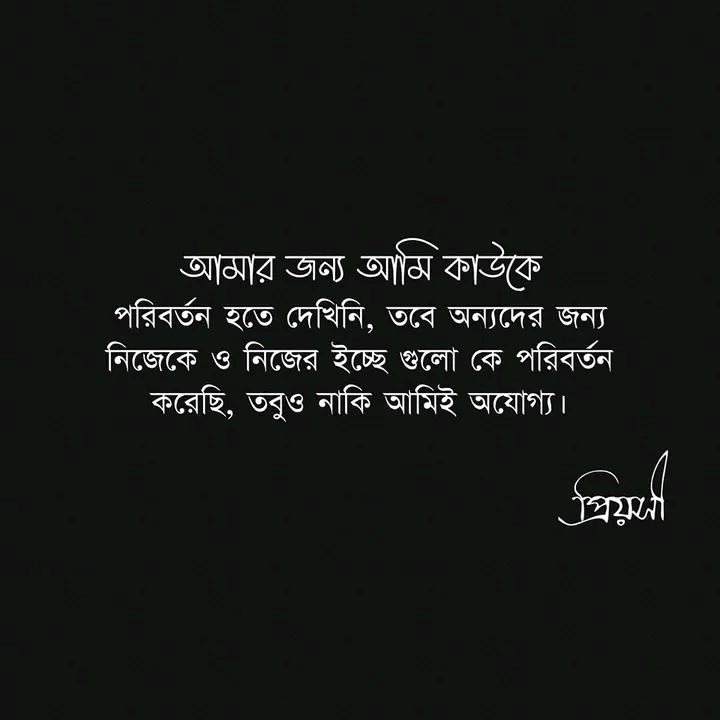 আমার জন্য আমি কাউকে
পরিবর্তন হতে দেখিনি, তবে অন্যদের জন্য
নিজেকে ও নিজের ইচ্ছে গুলো কে পরিবর্তন
করেছি, তবুও নাকি আমিই অযোগ্য।
প্রিয়সী